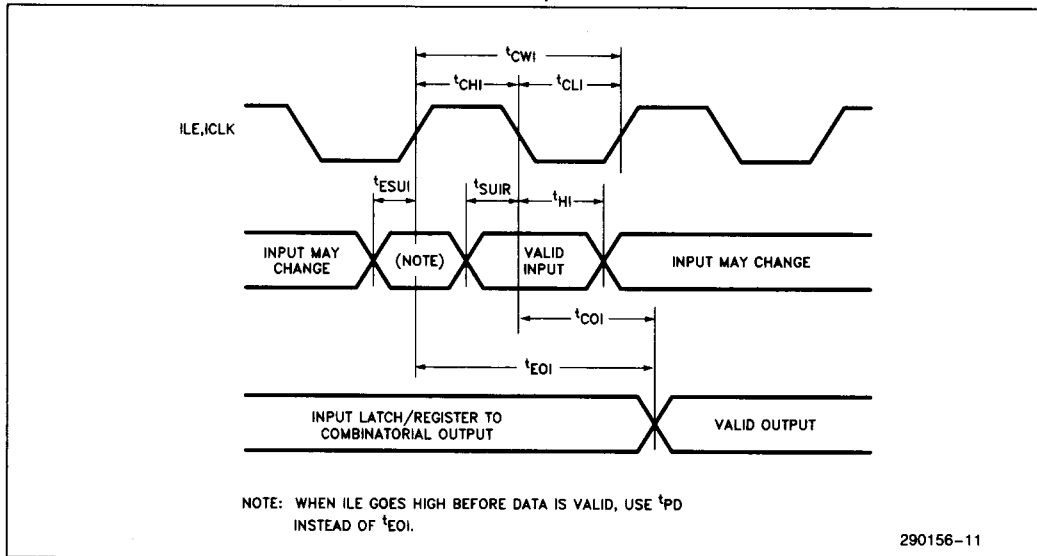 tCWI
tCHI
tCLI
ILE,ICLK
tESUI
tSUIR
tHI
INPUT MAY
CHANGE
(NOTE)
VALID
INPUT
INPUT MAY CHANGE
tCOI
tEOI
INPUT LATCH/REGISTER TO
COMBINATORIAL OUTPUT
VALID OUTPUT
NOTE: WHEN ILE GOES HIGH BEFORE DATA IS VALID, USE tPD
INSTEAD OF tEOI.
290156-11